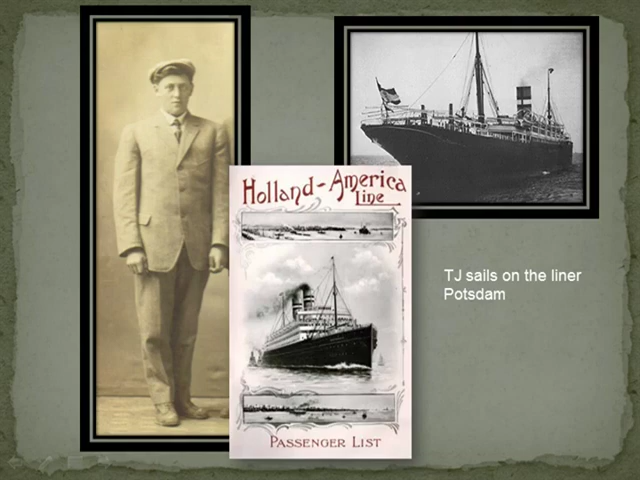 Holland-America
Line
PASSENGER LIST
TJ sails on the liner
Potsdam